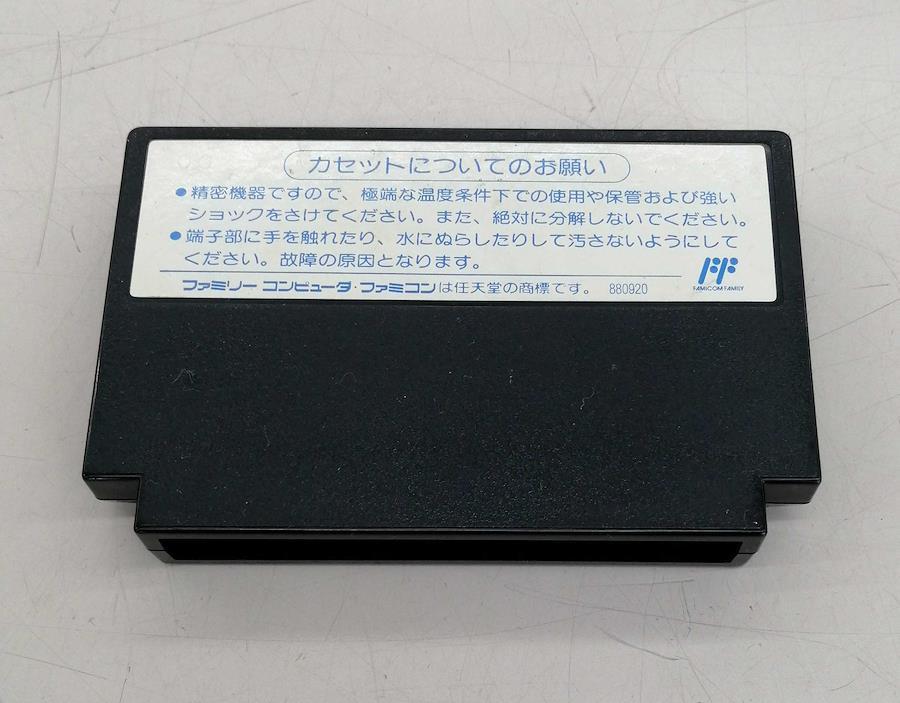 カセットについてのお願い
●精密機器ですので、極端な温度条件下での使用や保管および強い
ショックをさけてください。また、絶対に分解しないでください。
●端子部に手を触れたり、水にぬらしたりして汚さないようにして
ください。故障の原因となります。
ファミリー コンピュータ・ファミコンは任天堂の商標です。 880920
FF
FAMICOM FAMILY